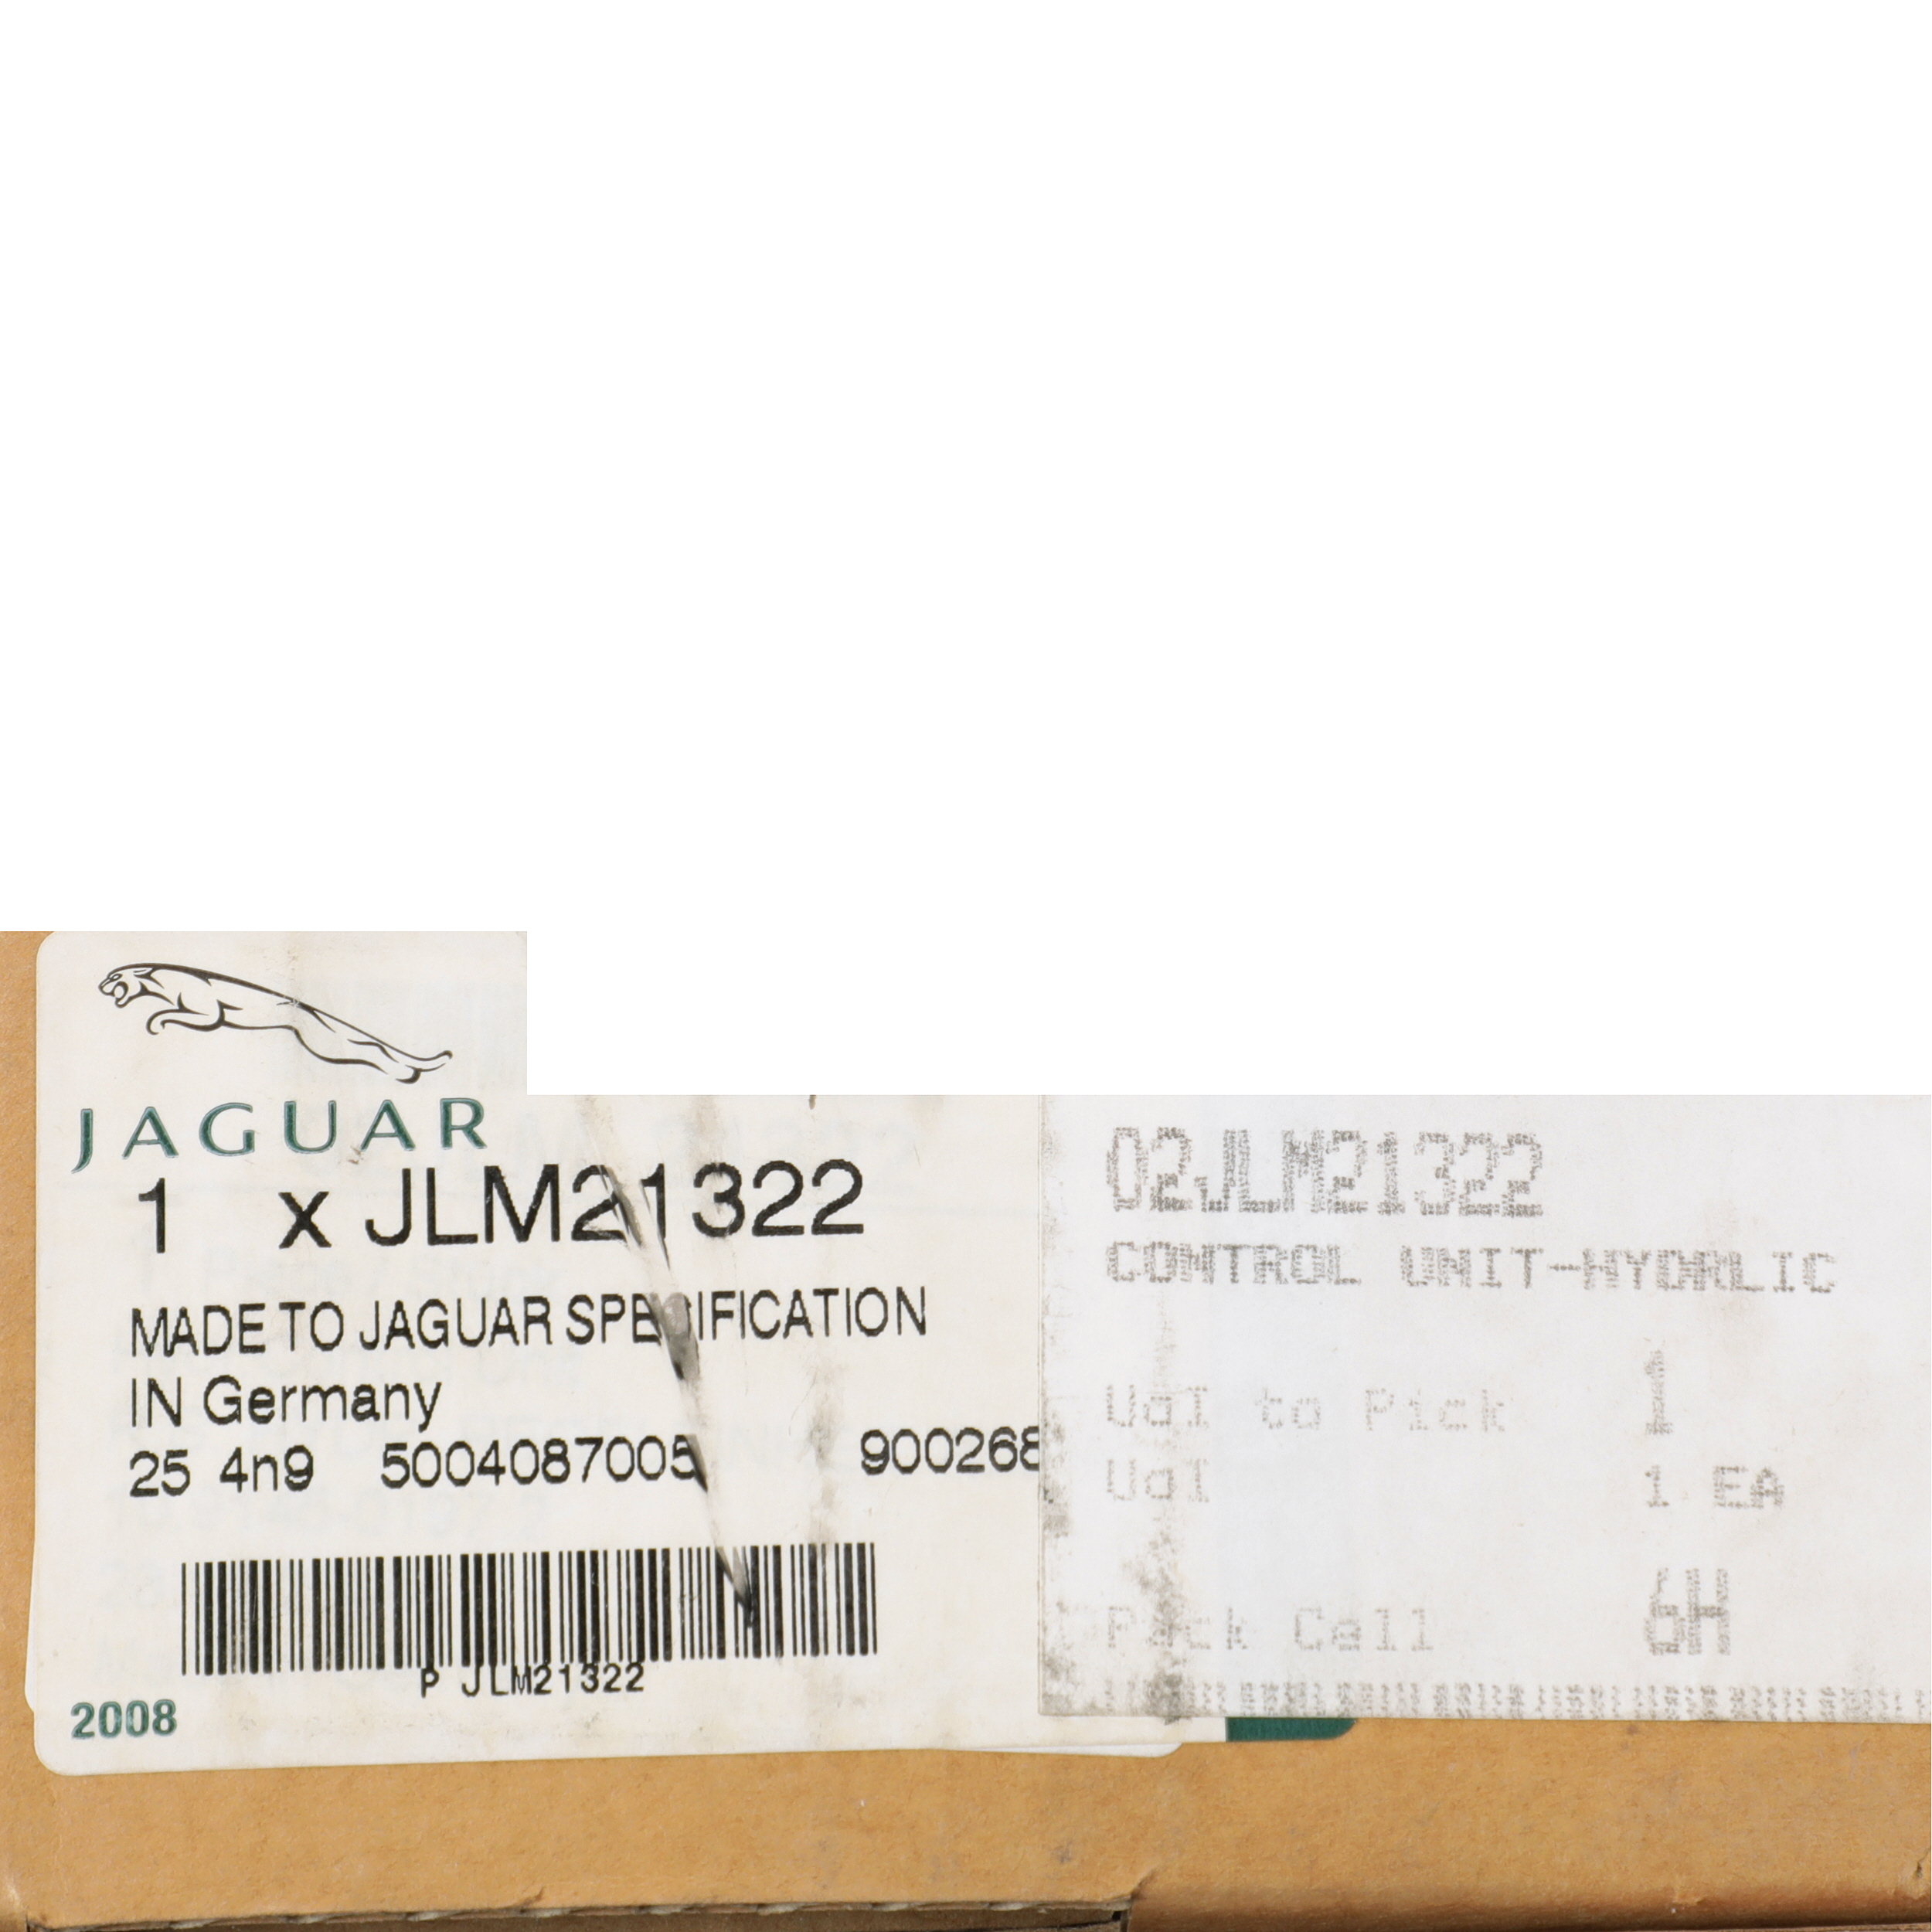 JAGUAR
1 x JLM21322
MADE TO JAGUAR SPECIFICATION
IN Germany
25 4n9 5004087005 900268
P JLM21322
2008
02JLM21322
CONTROL UNIT-HYDRLIC
UoI to Pick 1
UoI 1 EA
Pick Call 6H